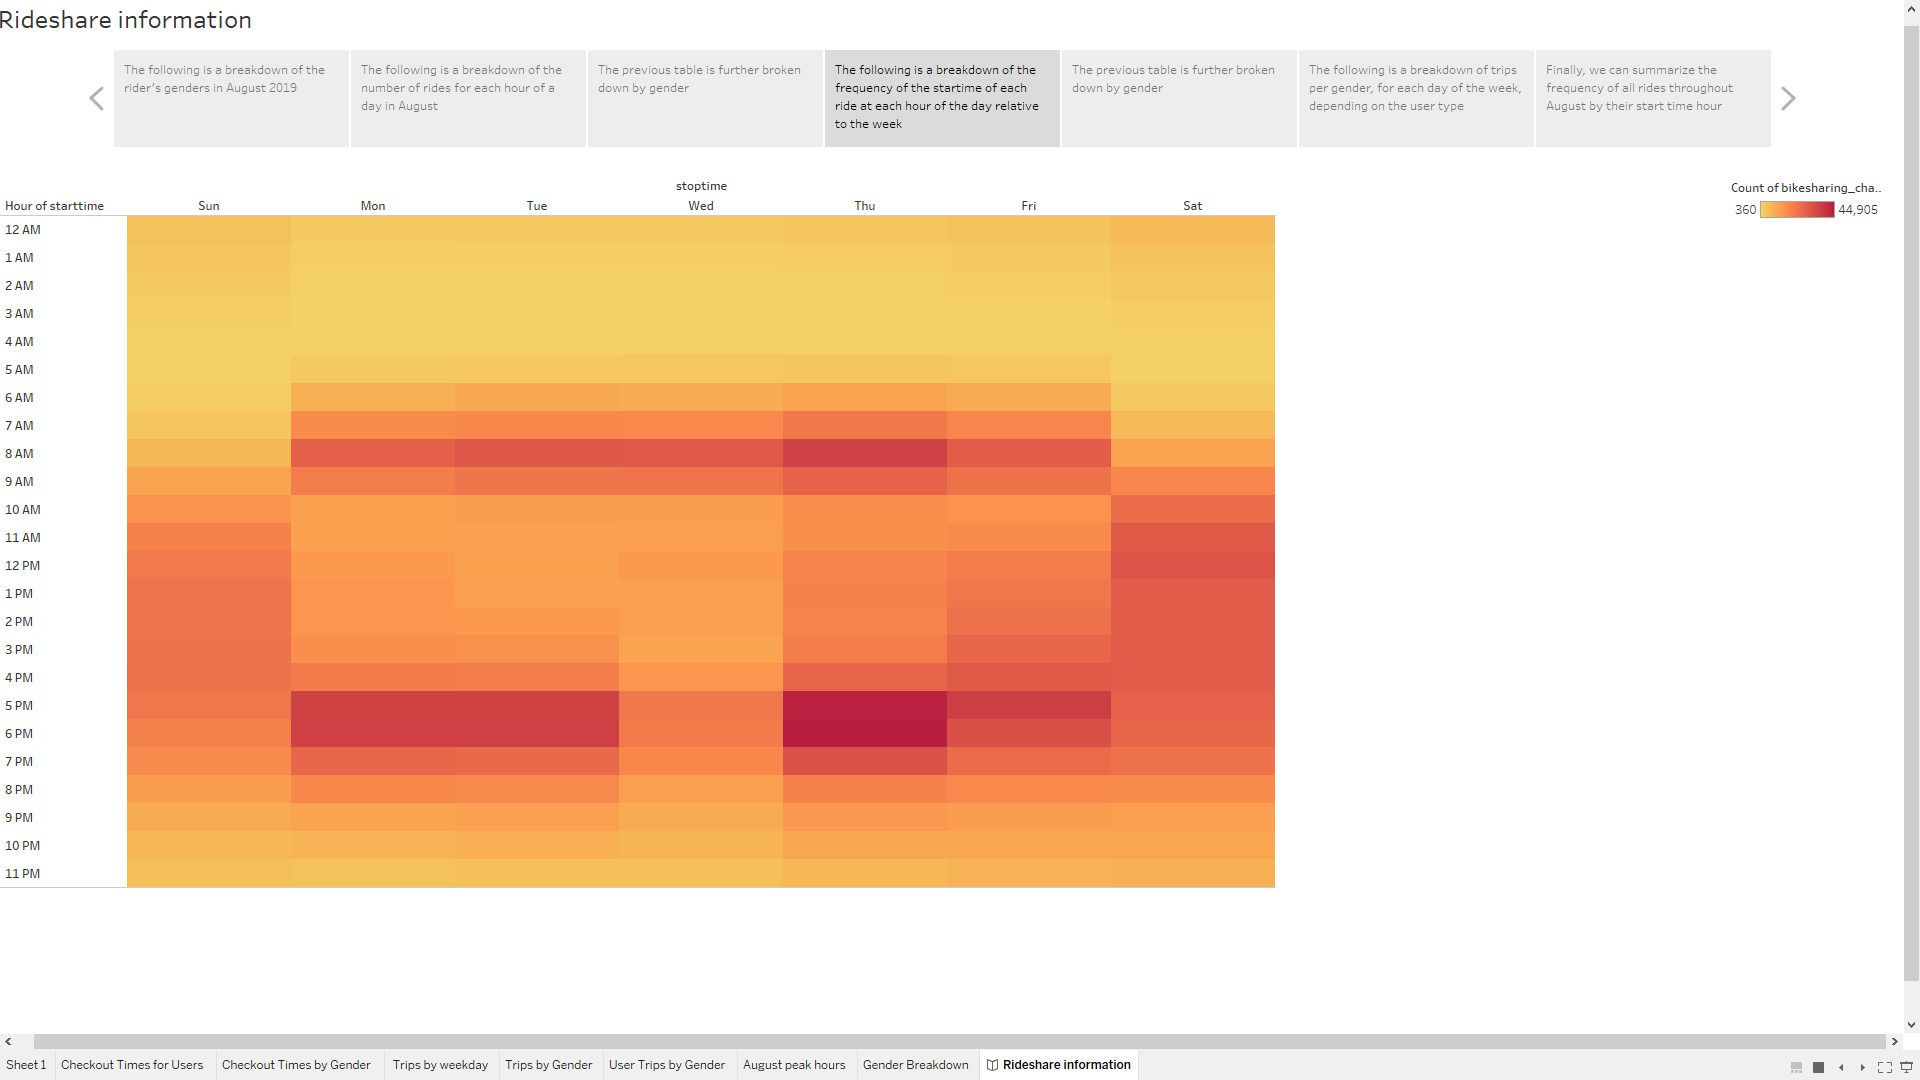 Rideshare information
The following is a breakdown of the
rider's genders in August 2019
The following is a breakdown of the
number of rides for each hour of a
day in August
The previous table is further broken
down by gender
The following is a breakdown of the
frequency of the startime of each
ride at each hour of the day relative
to the week
The previous table is further broken
down by gender
The following is a breakdown of trips
per gender, for each day of the week,
depending on the user type
Finally, we can summarize the
frequency of all rides throughout
August by their start time hour
stoptime
Hour of starttime Sun Mon Tue Wed Thu Fri Sat
Count of bikesharing_cha..
360 44,905
12 AM
1 AM
2 AM
3 AM
4 AM
5 AM
6 AM
7 AM
8 AM
9 AM
10 AM
11 AM
12 PM
1 PM
2 PM
3 PM
4 PM
5 PM
6 PM
7 PM
8 PM
9 PM
10 PM
11 PM
Sheet 1 Checkout Times for Users Checkout Times by Gender Trips by weekday Trips by Gender User Trips by Gender August peak hours Gender Breakdown Rideshare information